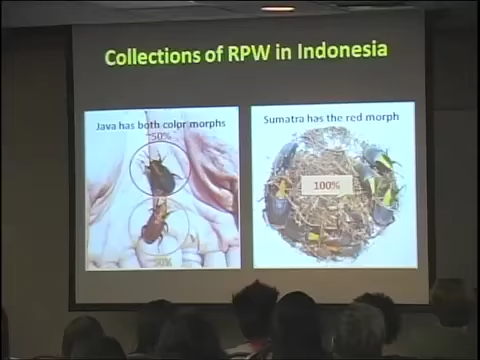 Collections of RPW in Indonesia
Java has both color morphs
50%
50%
Sumatra has the red morph
100%